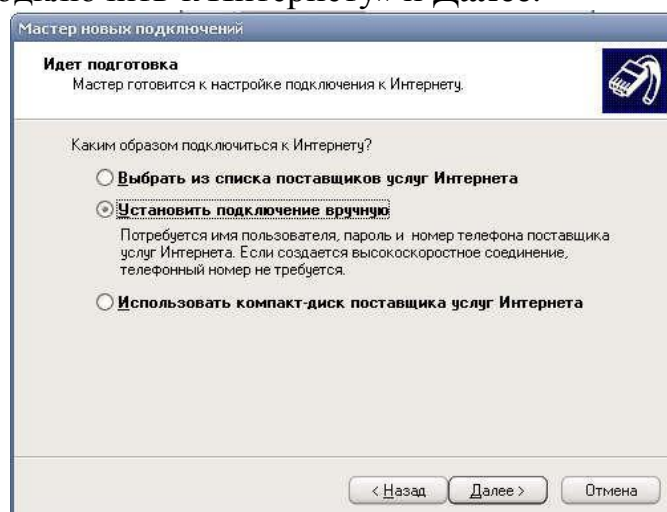 к Интернету» и Далее.
Мастер новых подключений
Идет подготовка
Мастер готовится к настройке подключения к Интернету.
Каким образом подключиться к Интернету?
Выбрать из списка поставщиков услуг Интернета
Установить подключение вручную
Потребуется имя пользователя, пароль и номер телефона поставщика
услуг Интернета. Если создается высокоскоростное соединение,
телефонный номер не требуется.
Использовать компакт-диск поставщика услуг Интернета
< Назад Далее > Отмена